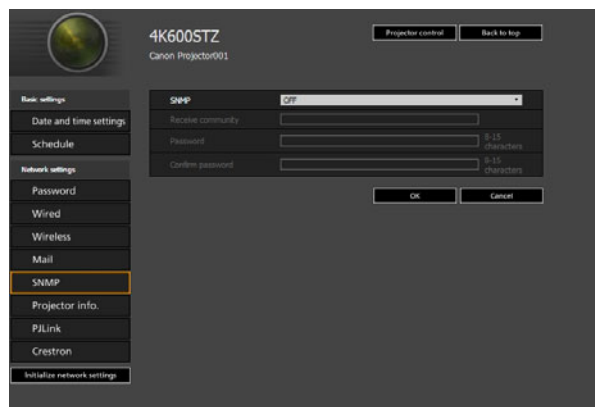 4K600STZ
Canon Projector001
Projector control
Back to top
Basic settings
Date and time settings
Schedule
Network settings
Password
Wired
Wireless
Mail
SNMP
Projector info.
PJLink
Crestron
Initialize network settings
SNMP OFF
Receive community
Password 8-15 characters
Confirm password 8-15 characters
OK Cancel